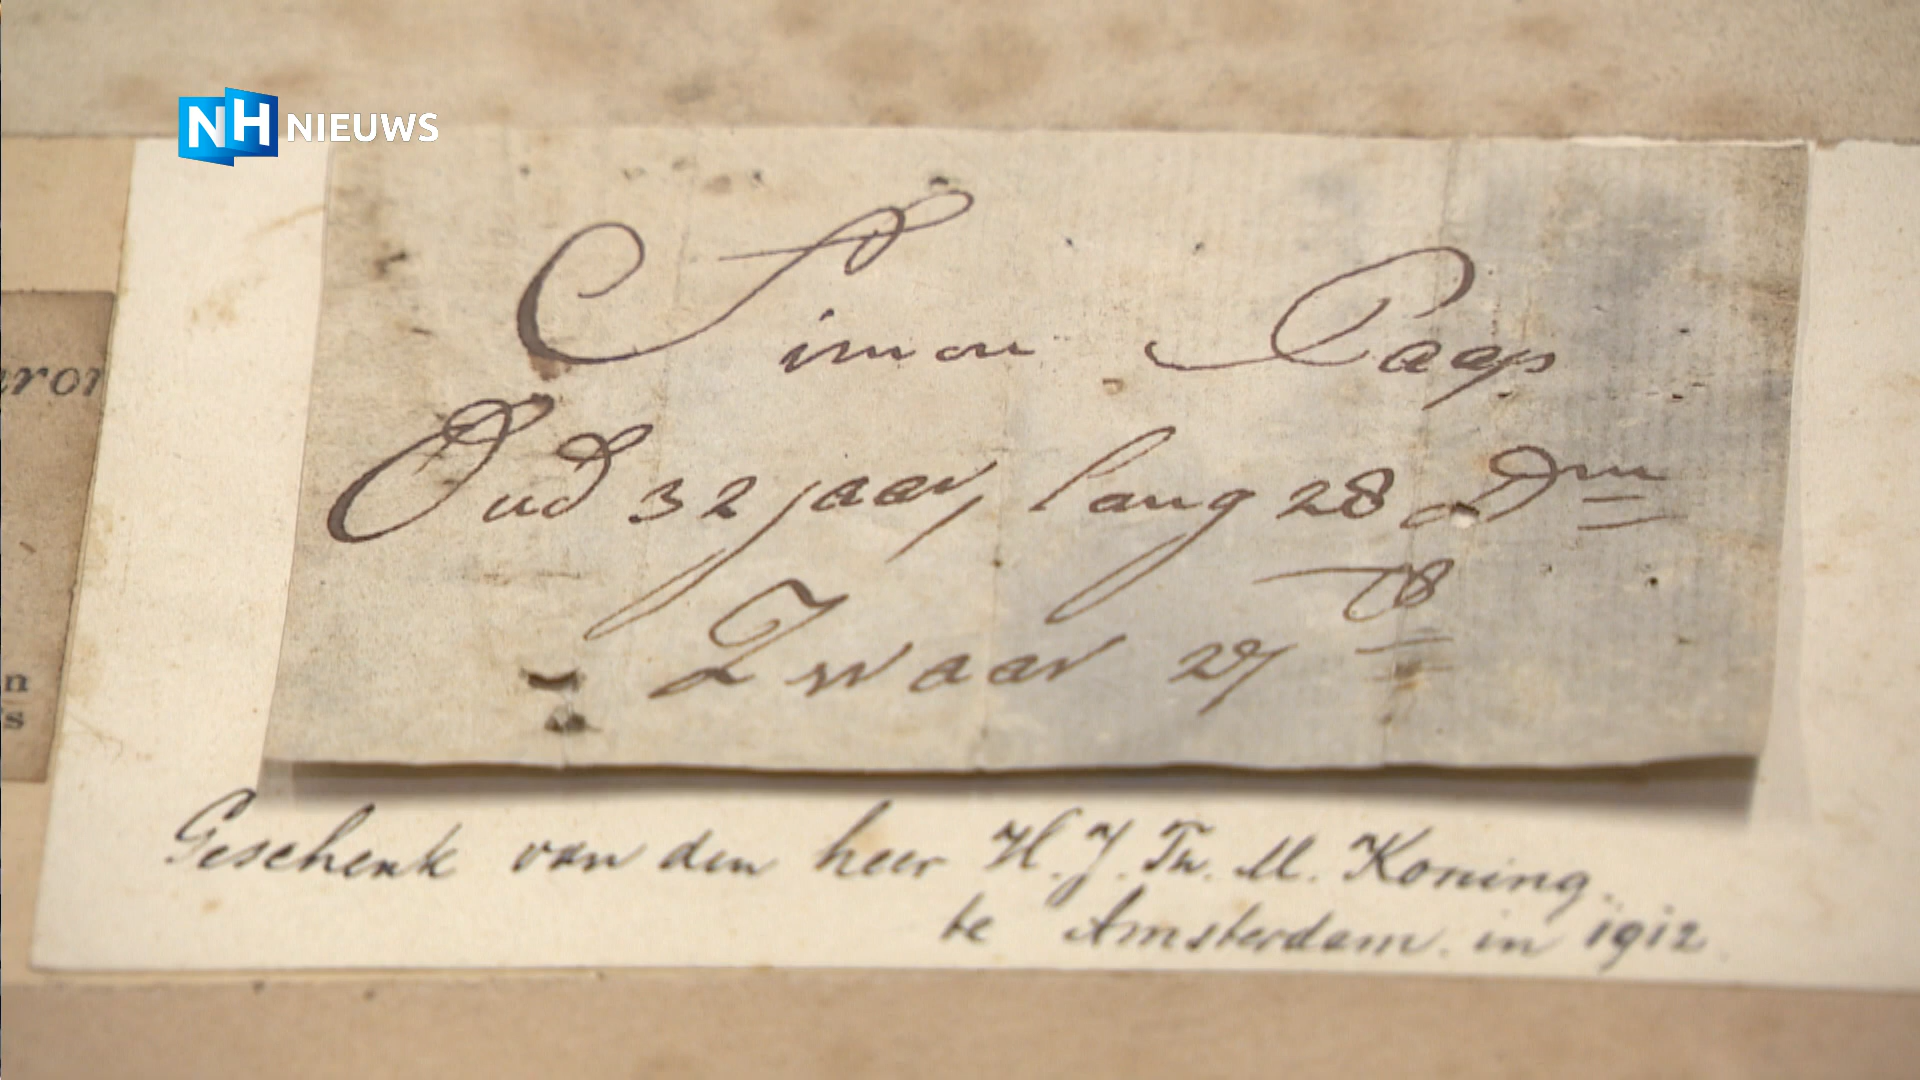 NH NIEUWS
Simon Paap
Oud 32 jaar, lang 28 Dm
Zwaar 27 ℔
Geschenk van den heer H. J. Th. M. Koning
te Amsterdam in 1912
n